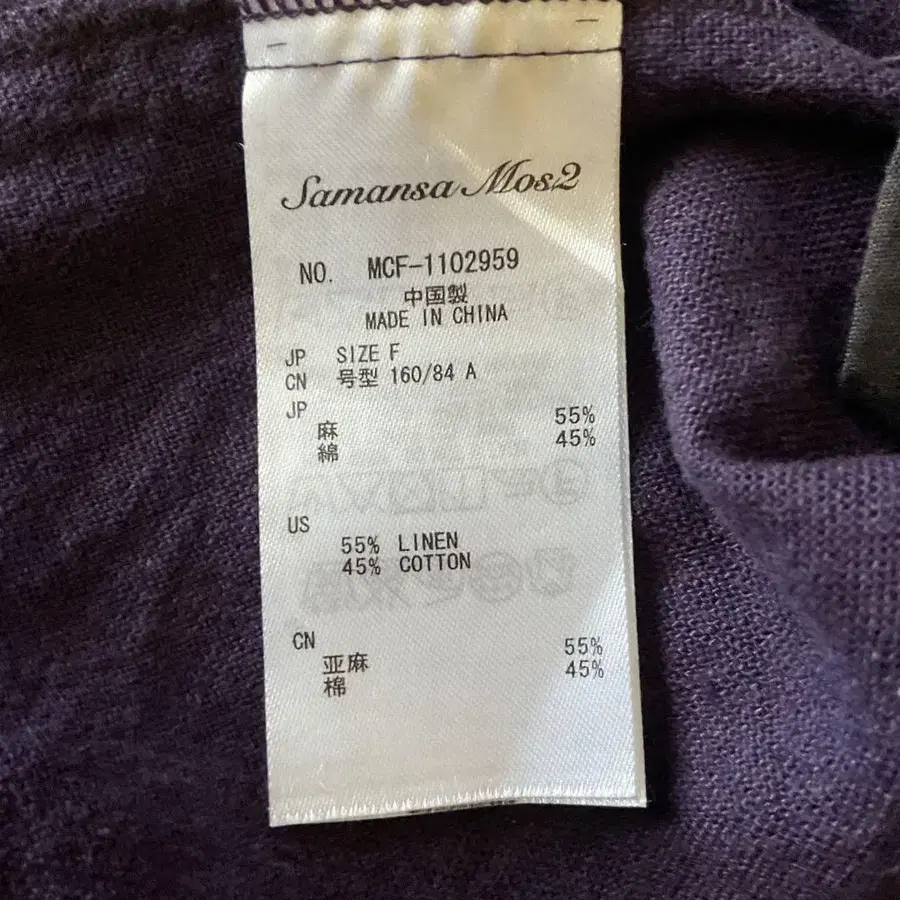 Samansa Mos2
NO. MCF-1102959
中国製
MADE IN CHINA
JP SIZE F
CN 号型 160/84 A
JP
麻 55%
綿 45%
US
55% LINEN
45% COTTON
CN
亚麻 55%
棉 45%